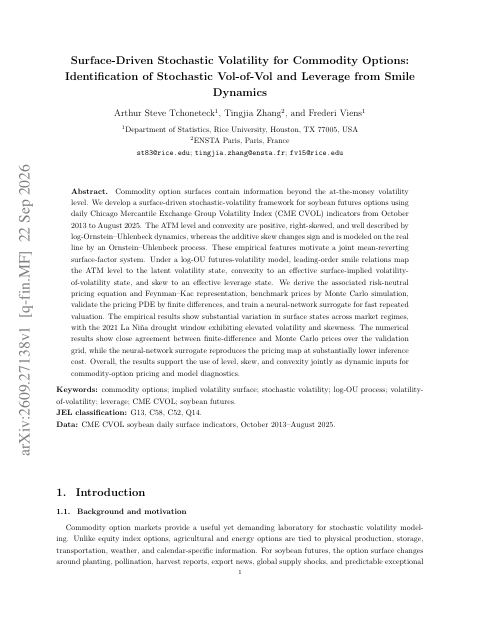 Surface-Driven Stochastic Volatility for Commodity Options:
Identification of Stochastic Vol-of-Vol and Leverage from Smile
Dynamics
Arthur Steve Tchoneteck¹, Tingjia Zhang², and Frederi Viens¹
¹Department of Statistics, Rice University, Houston, TX 77005, USA
²ENSTA Paris, Paris, France
st83@rice.edu; tingjia.zhang@ensta.fr; fv15@rice.edu
Abstract. Commodity option surfaces contain information beyond the at-the-money volatility
level. We develop a surface-driven stochastic-volatility framework for soybean futures options using
daily Chicago Mercantile Exchange Group Volatility Index (CME CVOL) indicators from October
2013 to August 2025. The ATM level and convexity are positive, right-skewed, and well described by
log-Ornstein–Uhlenbeck dynamics, whereas the additive skew changes sign and is modeled on the real
line by an Ornstein–Uhlenbeck process. These empirical features motivate a joint mean-reverting
surface-factor system. Under a log-OU futures-volatility model, leading-order smile relations map
the ATM level to the latent volatility state, convexity to an effective surface-implied volatility-
of-volatility state, and skew to an effective leverage state. We derive the associated risk-neutral
pricing equation and Feynman–Kac representation, benchmark prices by Monte Carlo simulation,
validate the pricing PDE by finite differences, and train a neural-network surrogate for fast repeated
valuation. The empirical results show substantial variation in surface states across market regimes,
with the 2021 La Niña drought window exhibiting elevated volatility and skewness. The numerical
results show close agreement between finite-difference and Monte Carlo prices over the validation
grid, while the neural-network surrogate reproduces the pricing map at substantially lower inference
cost. Overall, the results support the use of level, skew, and convexity jointly as dynamic inputs for
commodity-option pricing and model diagnostics.
Keywords: commodity options; implied volatility surface; stochastic volatility; log-OU process; volatility-
of-volatility; leverage; CME CVOL; soybean futures.
JEL classification: G13, C58, C52, Q14.
Data: CME CVOL soybean daily surface indicators, October 2013–August 2025.
1. Introduction
1.1. Background and motivation
Commodity option markets provide a useful yet demanding laboratory for stochastic volatility model-
ing. Unlike equity index options, agricultural and energy options are tied to physical production, storage,
transportation, weather, and calendar-specific information. For soybean futures, the option surface changes
around planting, pollination, harvest reports, export news, global supply shocks, and predictable exceptional
1
arXiv:2609.27138v1 [q-fin.MF] 22 Sep 2026